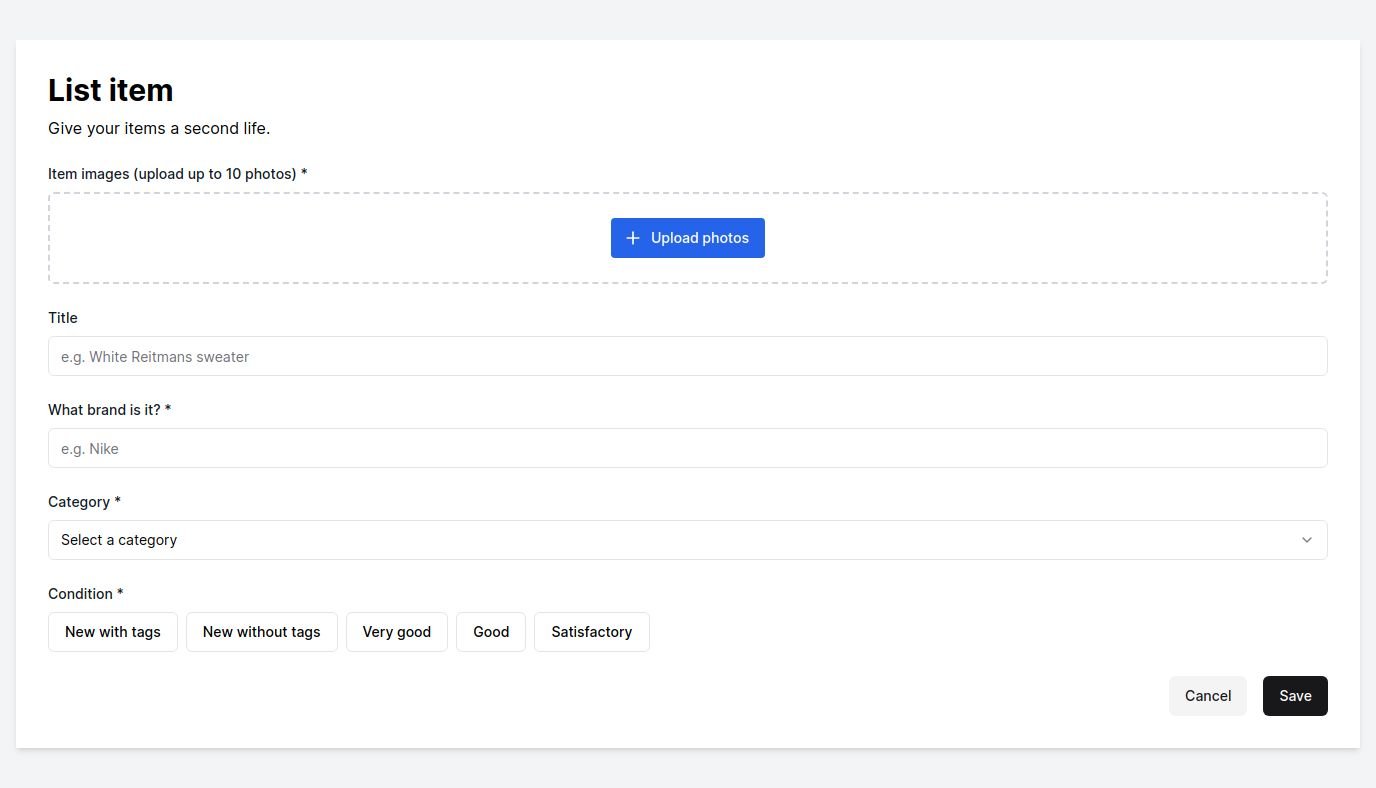 List item
Give your items a second life.
Item images (upload up to 10 photos) *
Upload photos
Title
e.g. White Reitmans sweater
What brand is it? *
e.g. Nike
Category *
Select a category
Condition *
New with tags New without tags Very good Good Satisfactory
Cancel Save